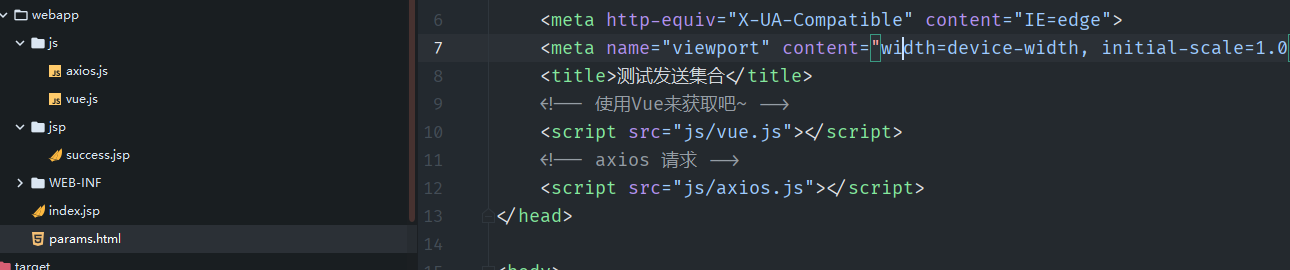 webapp
js
axios.js
vue.js
jsp
success.jsp
WEB-INF
index.jsp
params.html
target
6 <meta http-equiv="X-UA-Compatible" content="IE=edge">
7 <meta name="viewport" content="width=device-width, initial-scale=1.0
8 <title>测试发送集合</title>
9 <!-- 使用Vue来获取吧~ -->
10 <script src="js/vue.js"></script>
11 <!-- axios 请求 -->
12 <script src="js/axios.js"></script>
13 </head>
14
15 <body>